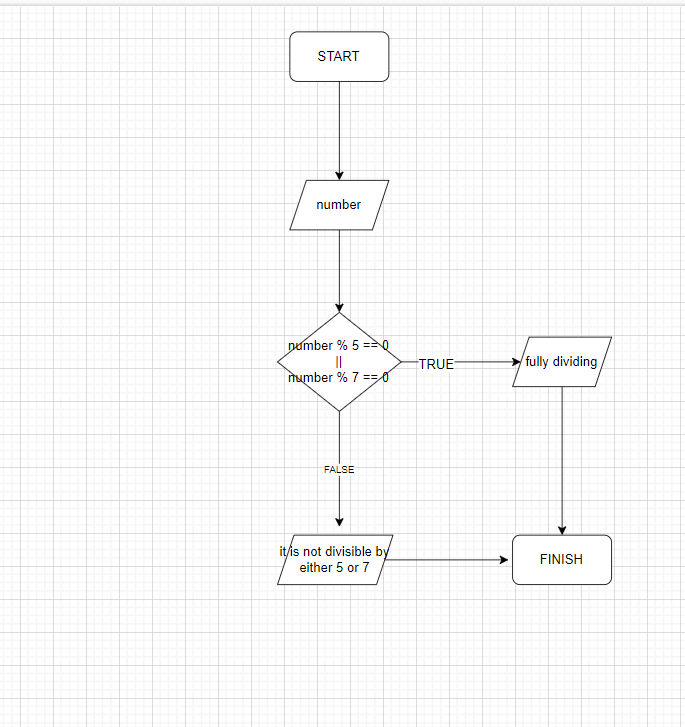 START
number
number % 5 == 0
||
number % 7 == 0
TRUE
fully dividing
FALSE
it is not divisible by
either 5 or 7
FINISH